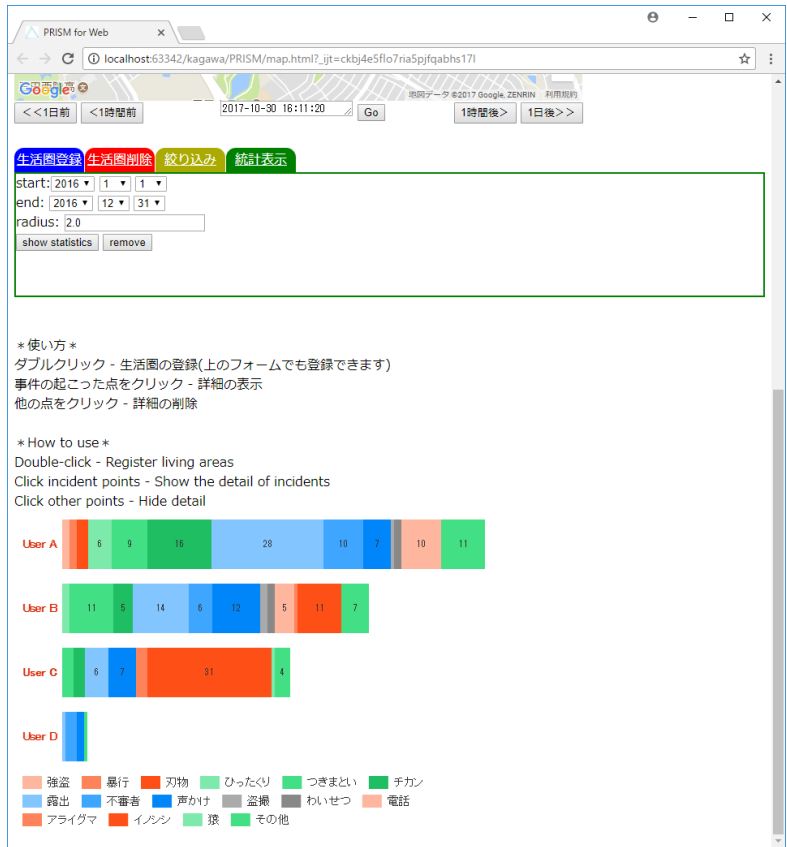 PRISM for Web
localhost:63342/kagawa/PRISM/map.html?_ijt=ckbj4e5flo7ria5pjfqabhs17l
Google
地図データ ©2017 Google, ZENRIN 利用規約
<<1日前 <1時間前 2017-10-30 16:11:20 Go 1時間後> 1日後>>
生活圏登録 生活圏削除 絞り込み 統計表示
start: 2016 1 1
end: 2016 12 31
radius: 2.0
show statistics remove
＊使い方＊
ダブルクリック - 生活圏の登録(上のフォームでも登録できます)
事件の起こった点をクリック - 詳細の表示
他の点をクリック - 詳細の削除
＊How to use＊
Double-click - Register living areas
Click incident points - Show the detail of incidents
Click other points - Hide detail
User A 6 9 16 28 10 7 10 11
User B 11 5 14 6 12 5 11 7
User C 6 7 31 4
User D
強盗 暴行 刃物 ひったくり つきまとい チカン
露出 不審者 声かけ 盗撮 わいせつ 電話
アライグマ イノシシ 猿 その他